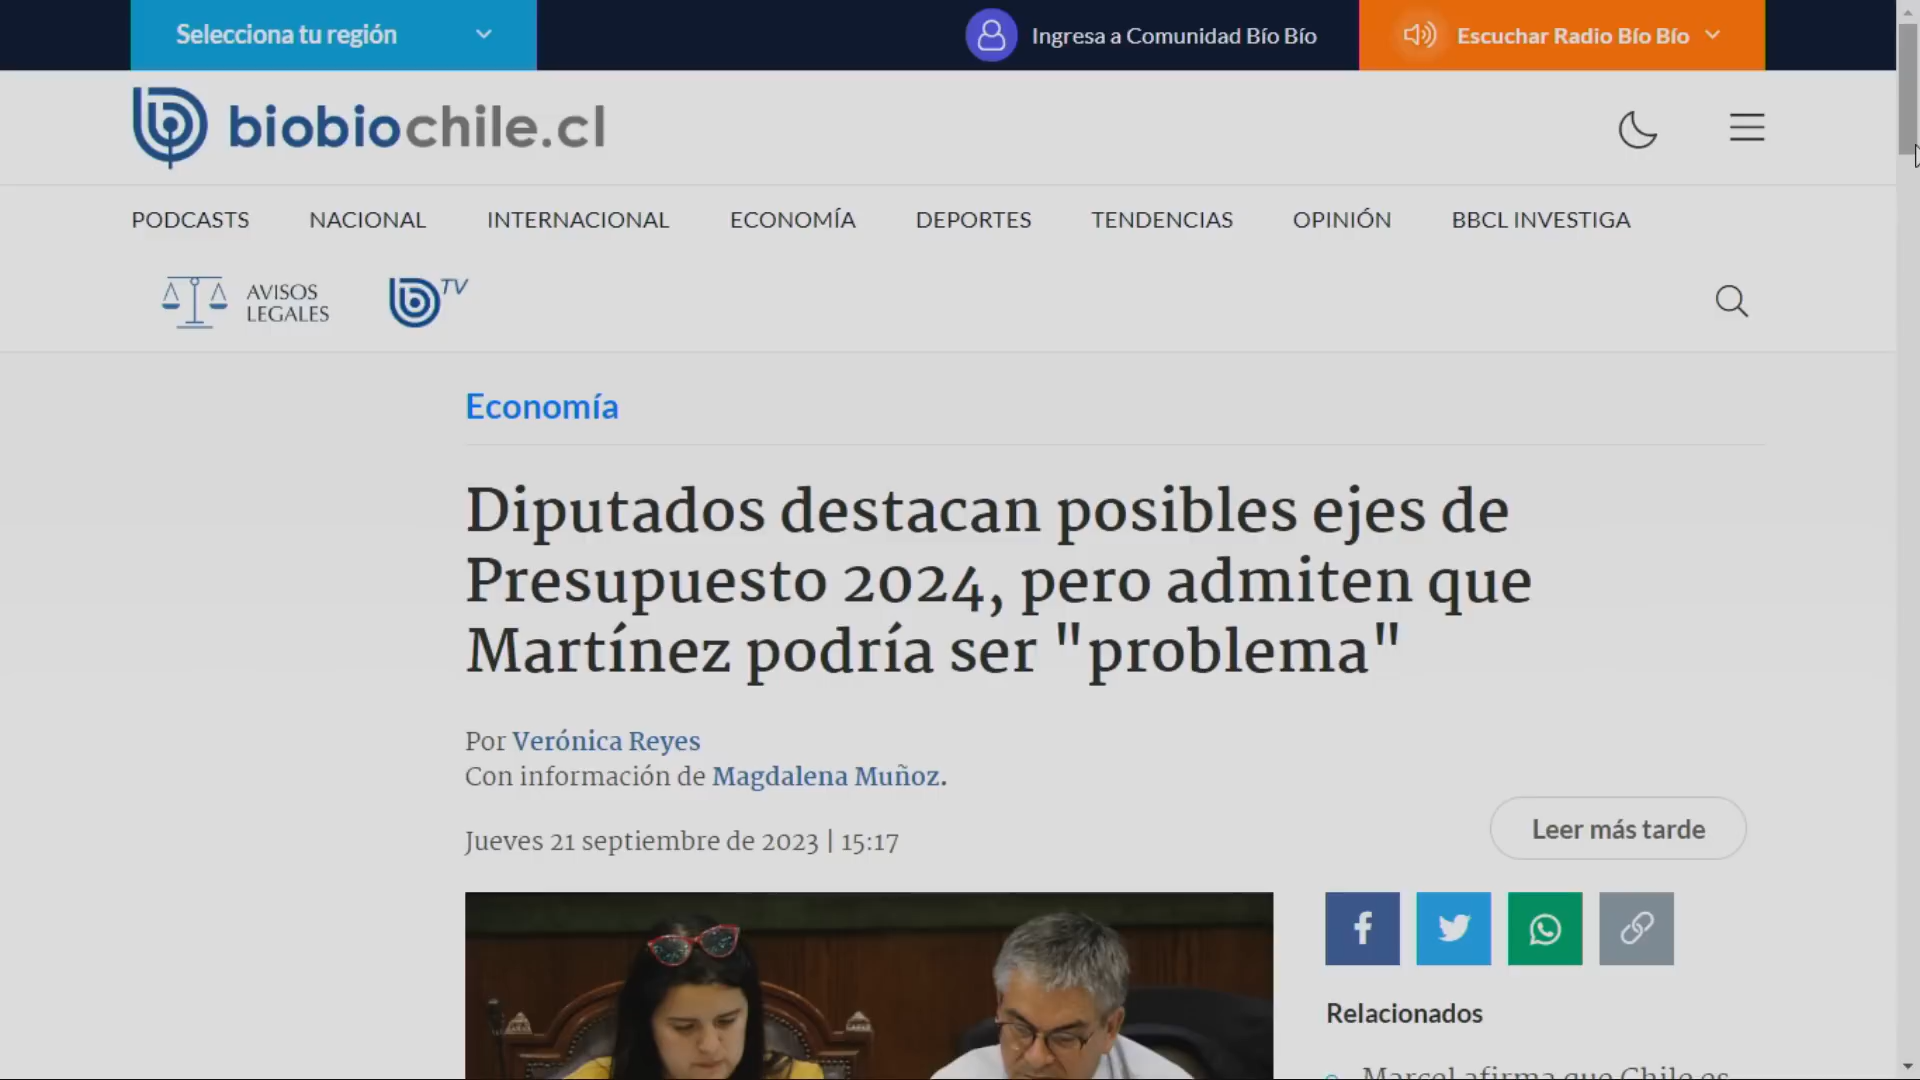 Selecciona tu región
Ingresa a Comunidad Bío Bío
Escuchar Radio Bío Bío
biobiochile.cl
PODCASTS NACIONAL INTERNACIONAL ECONOMÍA DEPORTES TENDENCIAS OPINIÓN BBCL INVESTIGA
AVISOS
LEGALES
TV
Economía
Diputados destacan posibles ejes de
Presupuesto 2024, pero admiten que
Martínez podría ser "problema"
Por Verónica Reyes
Con información de Magdalena Muñoz.
Jueves 21 septiembre de 2023 | 15:17
Leer más tarde
Relacionados
Marcel afirma que Chile es